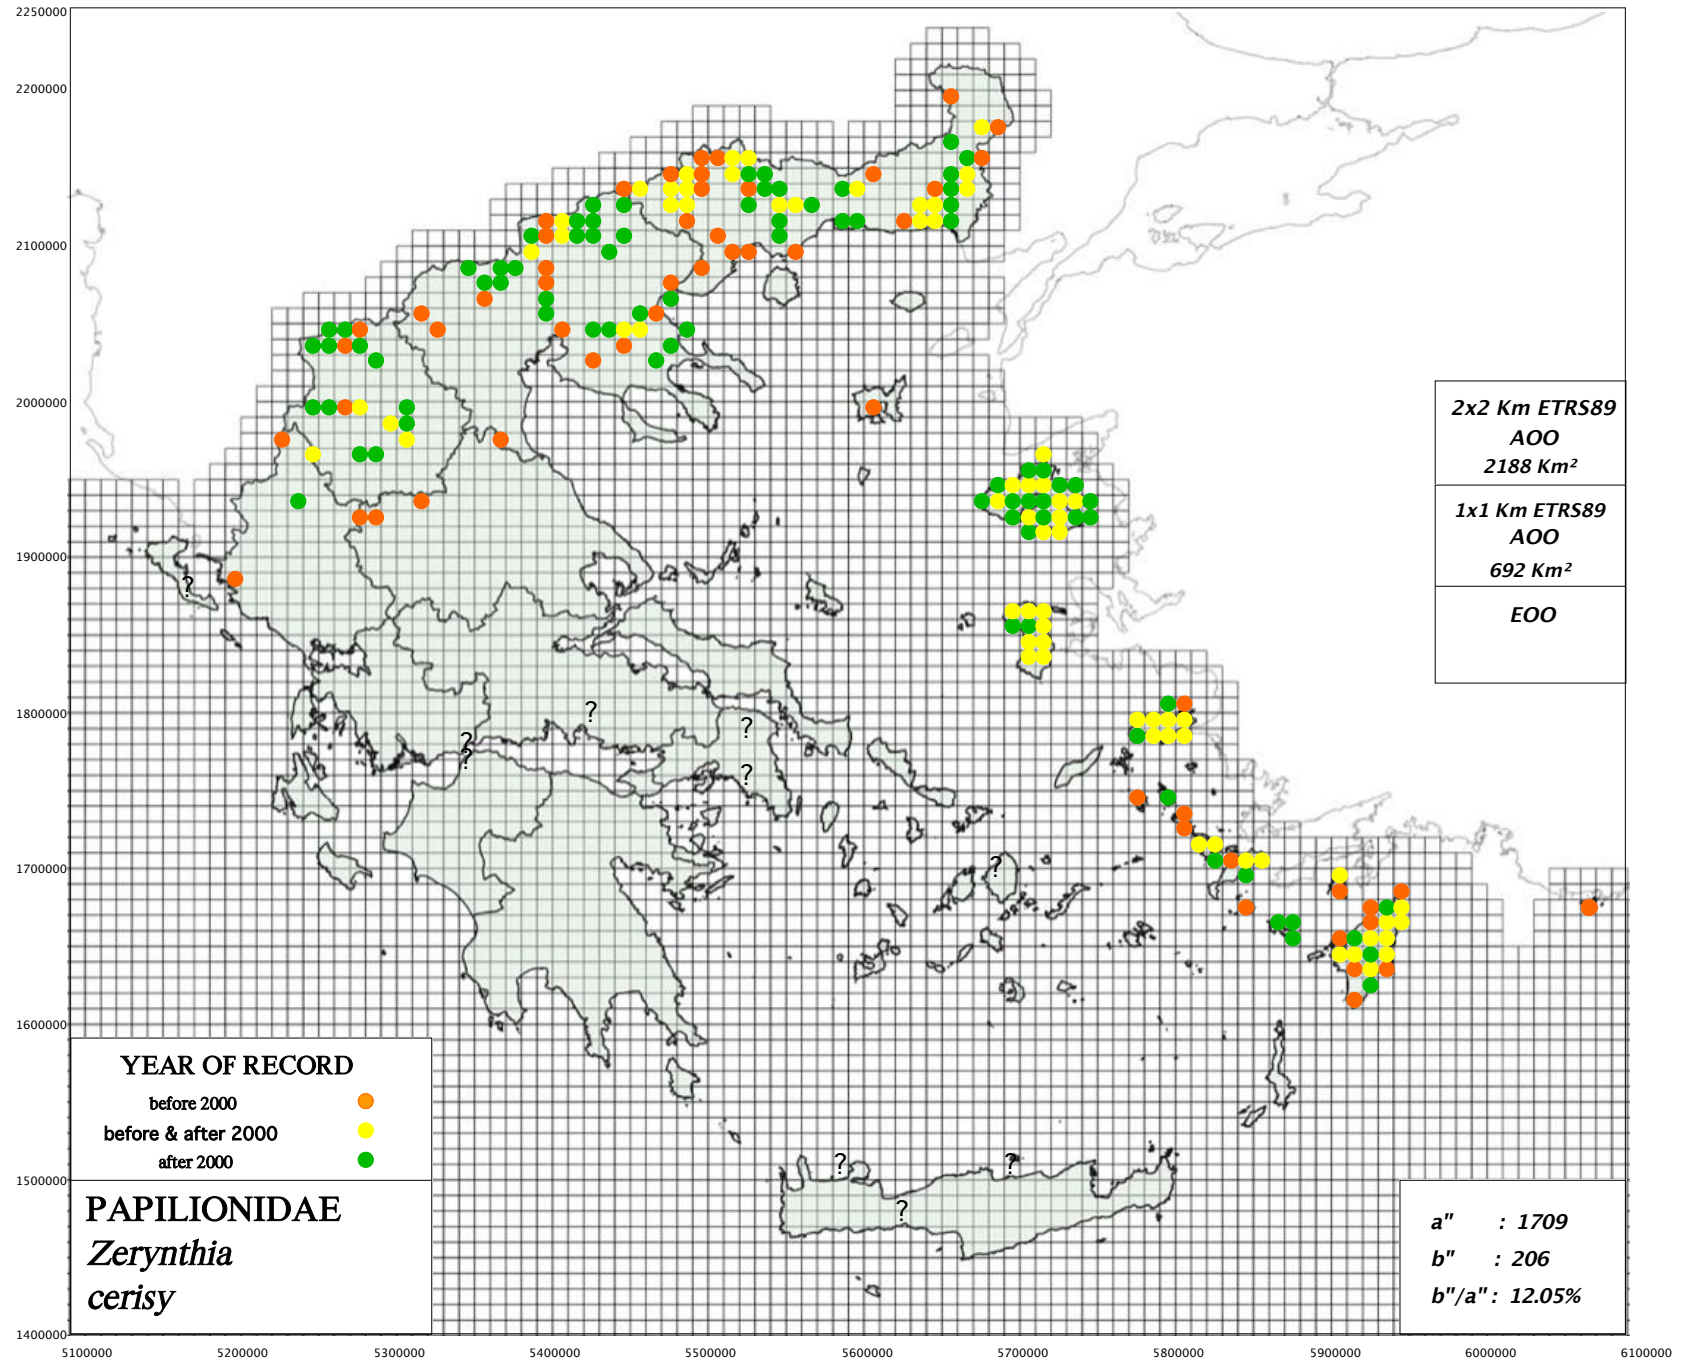 2250000
2200000
2100000
2000000
1900000
1800000
1700000
1600000
1500000
1400000
2x2 Km ETRS89
AOO
2188 Km²
1x1 Km ETRS89
AOO
692 Km²
EOO
?
?
?
?
?
?
?
?
?
?
YEAR OF RECORD
before 2000
before & after 2000
after 2000
PAPILIONIDAE
Zerynthia
cerisy
a" : 1709
b" : 206
b"/a" : 12.05%
5100000 5200000 5300000 5400000 5500000 5600000 5700000 5800000 5900000 6000000 6100000